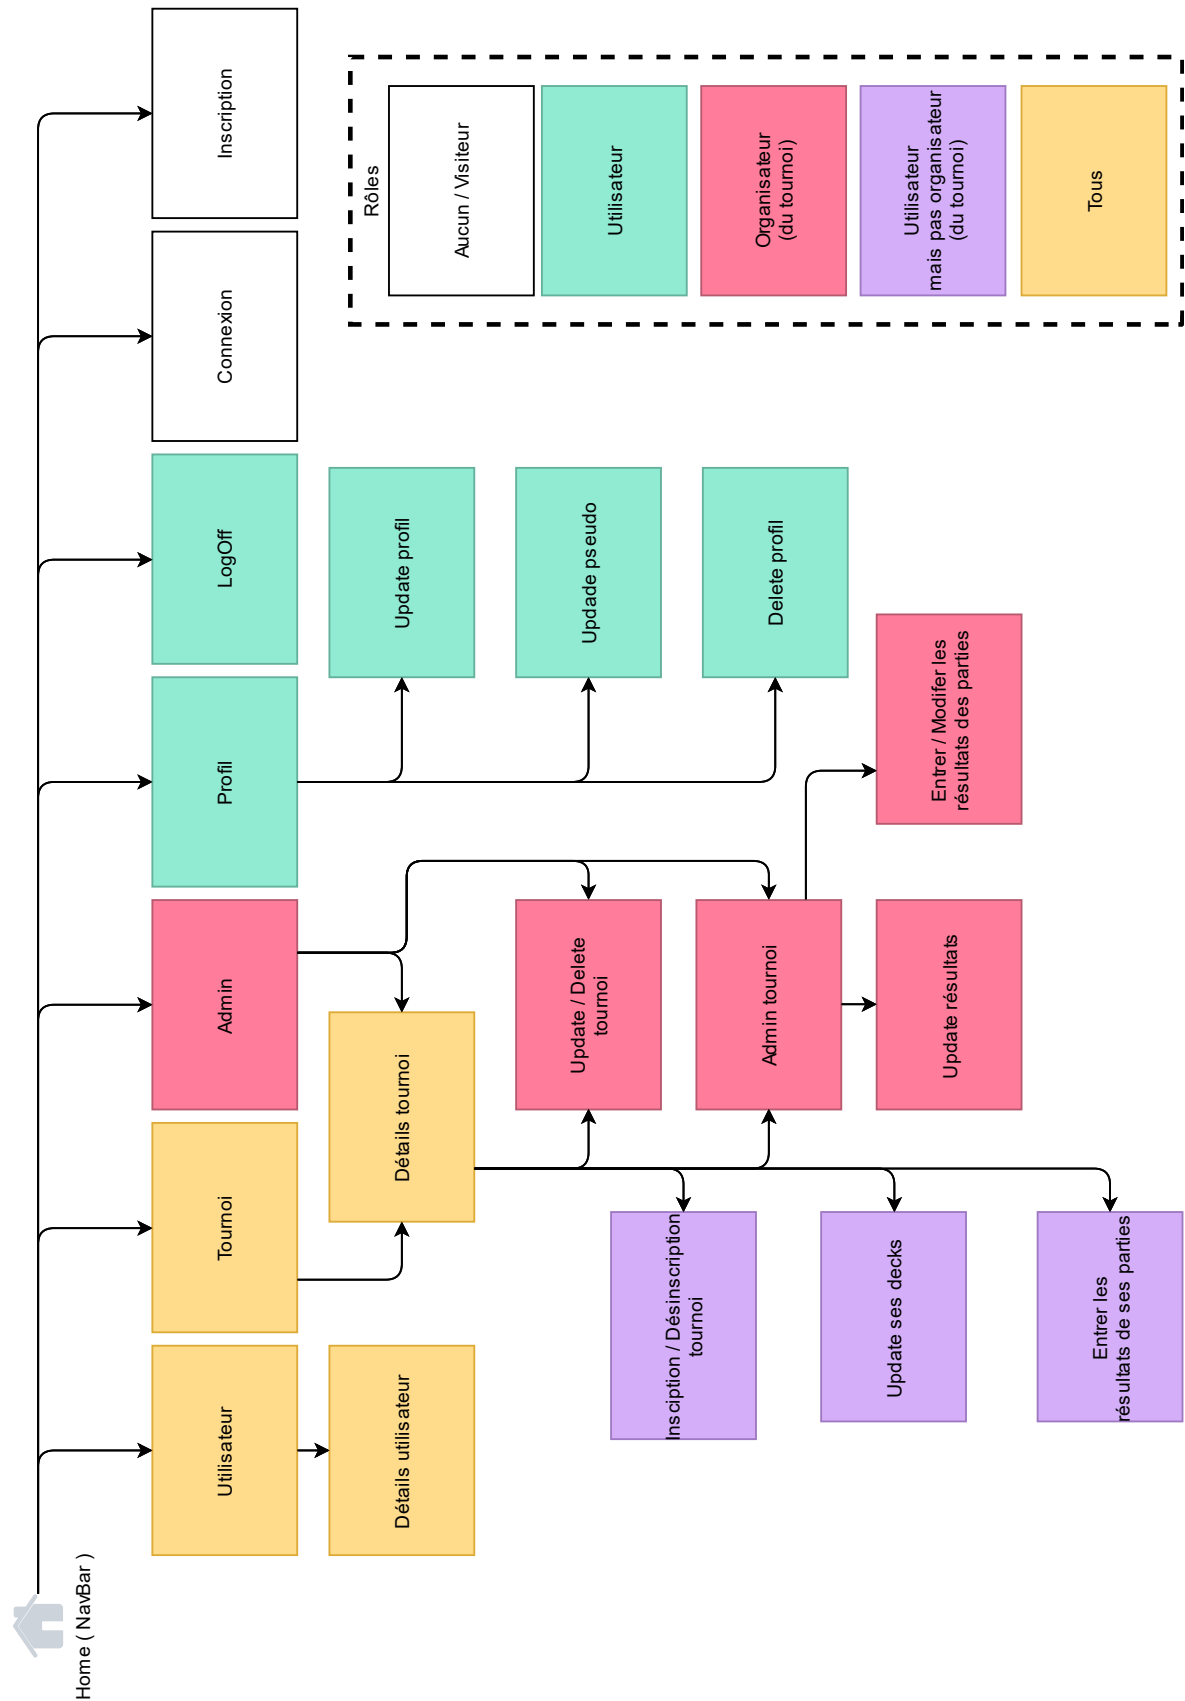 Home ( NavBar )
Utilisateur
Tournoi
Admin
Profil
LogOff
Connexion
Inscription
Détails utilisateur
Détails tournoi
Update profil
Update / Delete
tournoi
Updade pseudo
Insciption / Désinscription
tournoi
Admin tournoi
Delete profil
Update ses decks
Update résultats
Entrer / Modifer les
résultats des parties
Entrer les
résultats de ses parties
Rôles
Aucun / Visiteur
Utilisateur
Organisateur
(du tournoi)
Utilisateur
mais pas organisateur
(du tournoi)
Tous